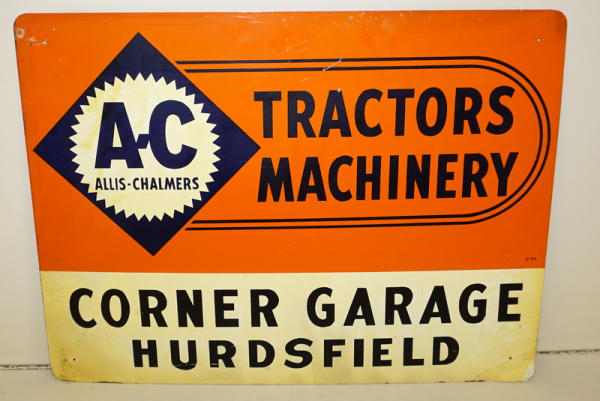 A-C
ALLIS-CHALMERS
TRACTORS
MACHINERY
CORNER GARAGE
HURDSFIELD